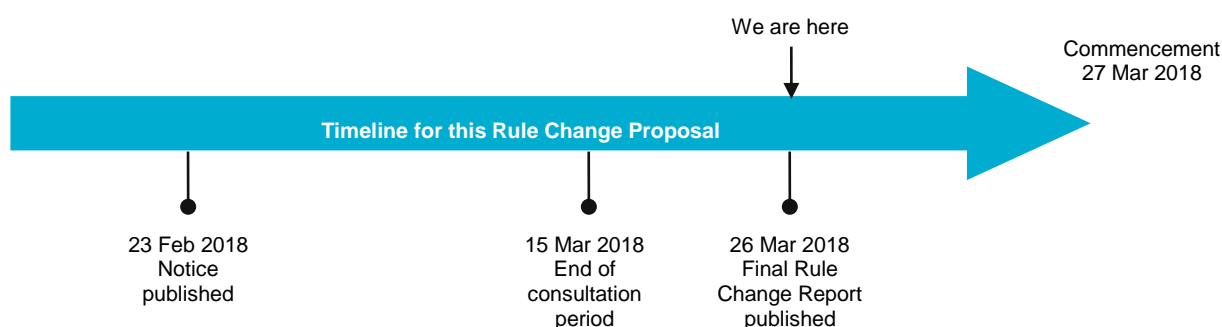 We are here
Commencement
27 Mar 2018
Timeline for this Rule Change Proposal
23 Feb 2018
Notice
published
15 Mar 2018
End of
consultation
period
26 Mar 2018
Final Rule
Change Report
published